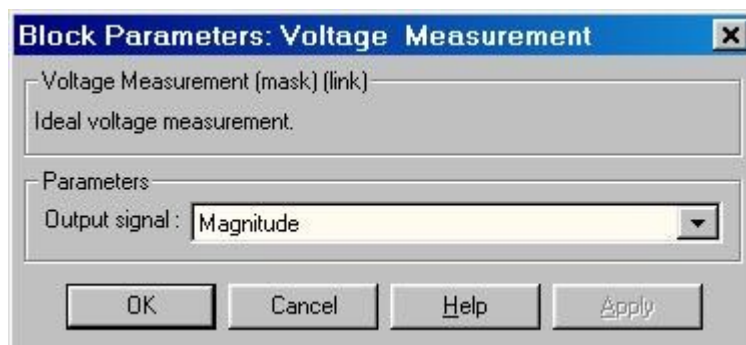 Block Parameters: Voltage Measurement
Voltage Measurement (mask) (link)
Ideal voltage measurement.
Parameters
Output signal : Magnitude
OK Cancel Help Apply